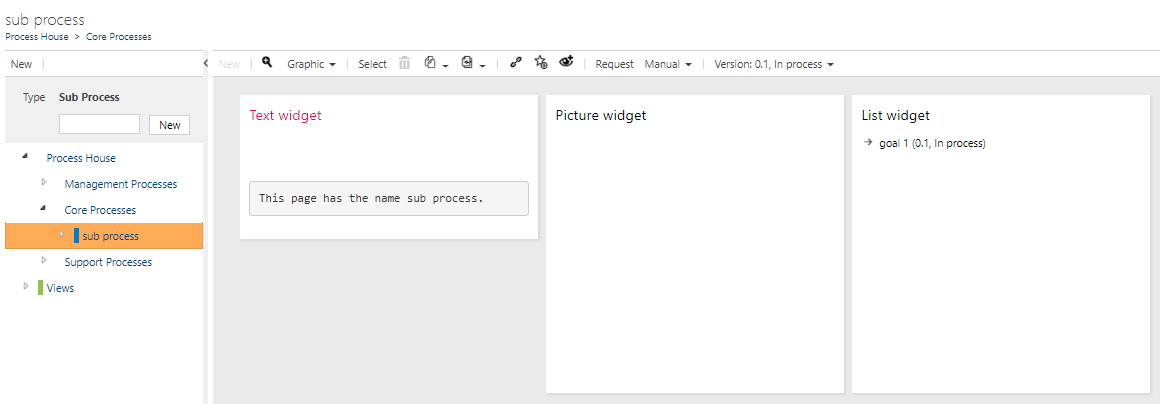 sub process
Process House > Core Processes
New
New Graphic Select Request Manual Version: 0.1, In process
Type Sub Process
New
Process House
Management Processes
Core Processes
sub process
Support Processes
Views
Text widget
This page has the name sub process.
Picture widget
List widget
goal 1 (0.1, In process)